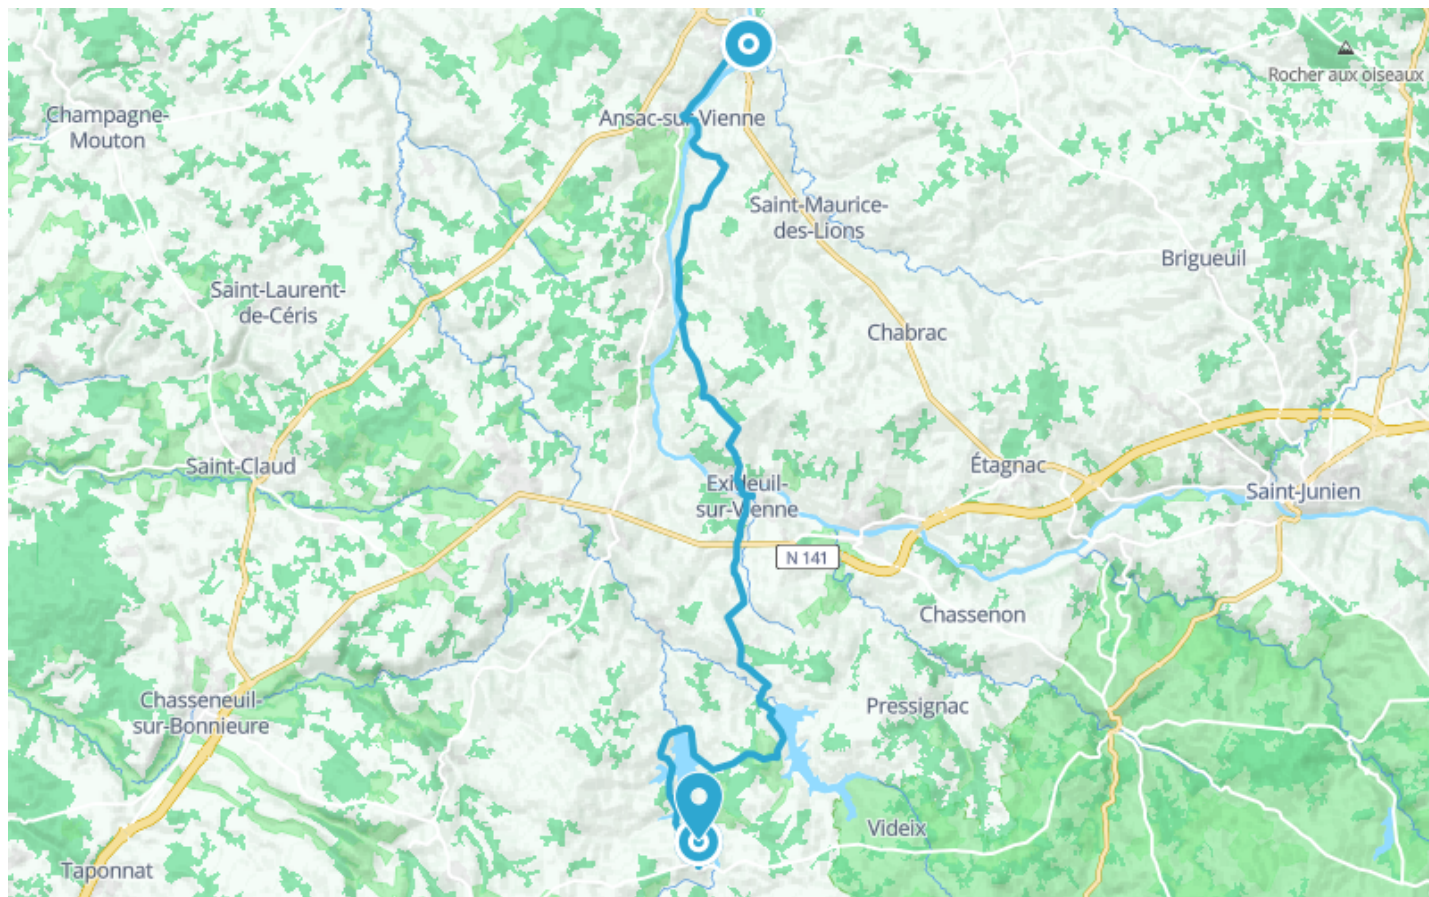 Rocher aux oiseaux
Champagne-
Mouton
Ansac-sur-Vienne
Saint-Maurice-
des-Lions
Brigueuil
Saint-Laurent-
de-Céris
Chabrac
Saint-Claud
Étagnac
Exideuil-
sur-Vienne
Saint-Junien
N 141
Chassenon
Chasseneuil-
sur-Bonnieure
Pressignac
Videix
Taponnat